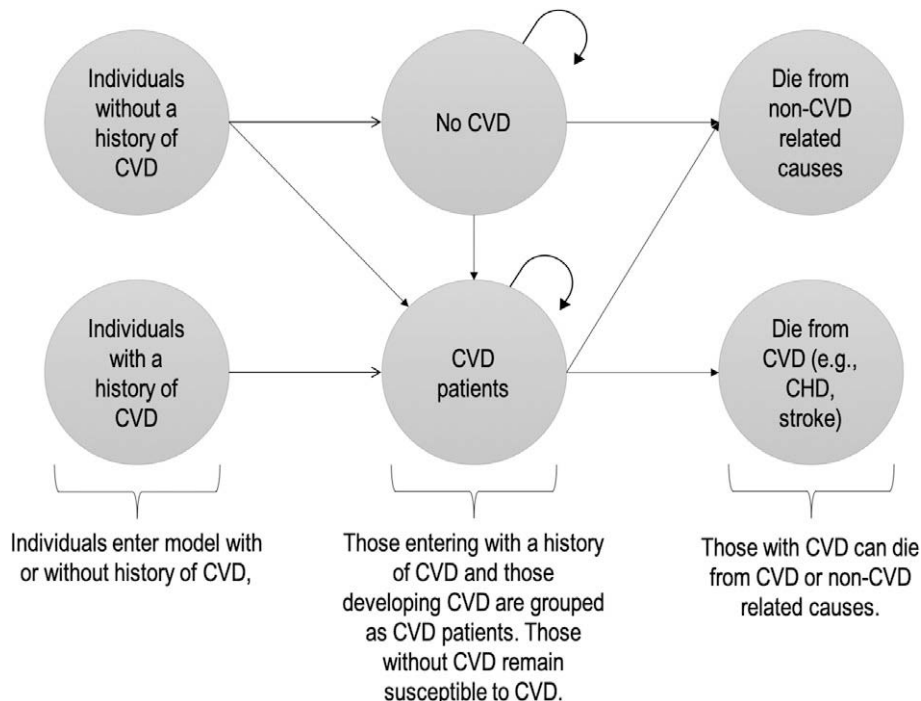 Individuals
without a
history of
CVD
No CVD
Die from
non-CVD
related
causes
Individuals
with a
history of
CVD
CVD
patients
Die from
CVD (e.g.,
CHD,
stroke)
Individuals enter model with
or without history of CVD,
Those entering with a history
of CVD and those
developing CVD are grouped
as CVD patients. Those
without CVD remain
susceptible to CVD.
Those with CVD can die
from CVD or non-CVD
related causes.